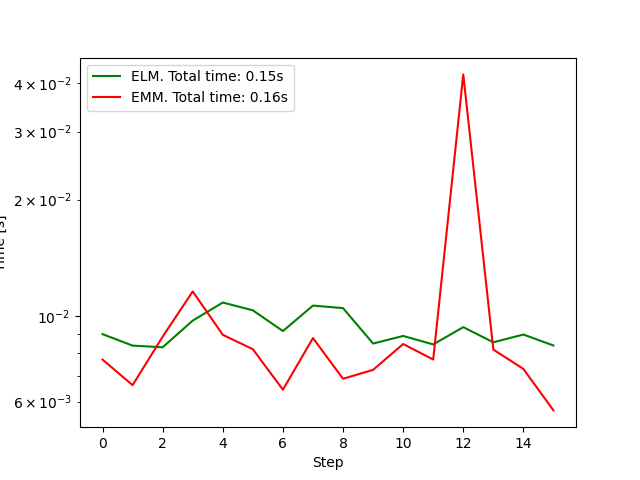 ELM. Total time: 0.15s
EMM. Total time: 0.16s
4 × 10⁻²
3 × 10⁻²
2 × 10⁻²
10⁻²
6 × 10⁻³
Time [s]
0 2 4 6 8 10 12 14
Step